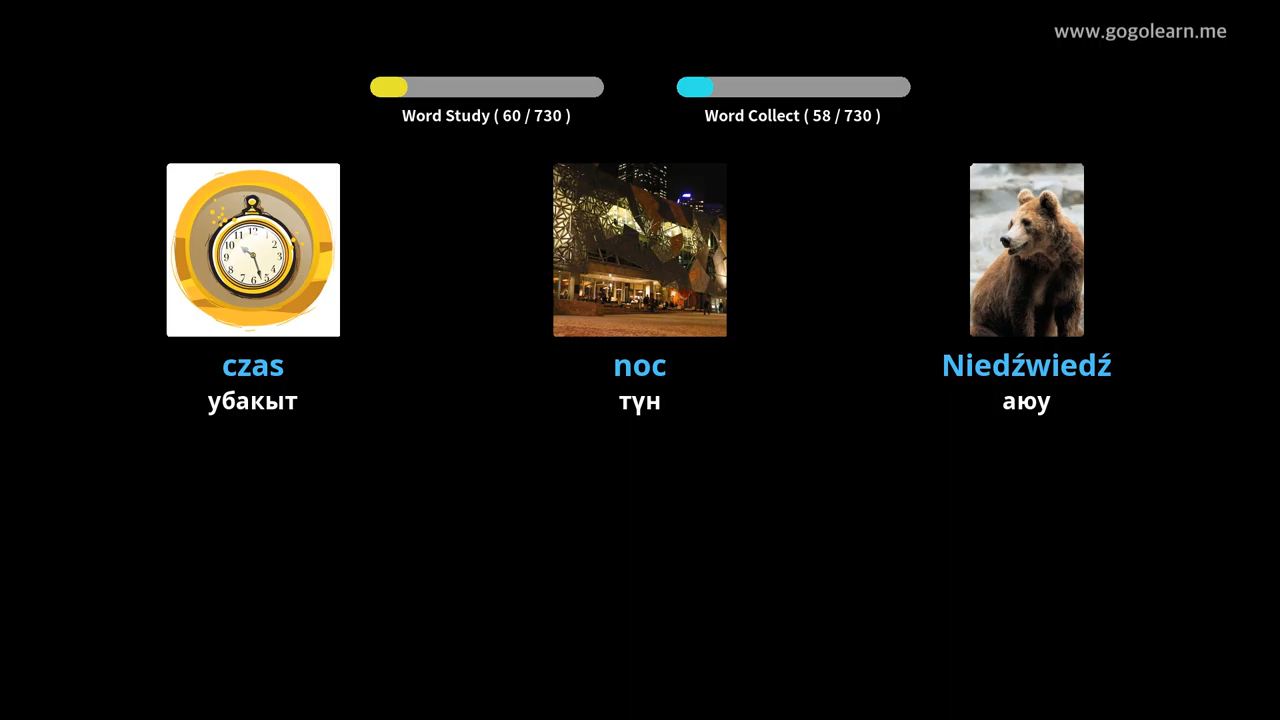 www.gogolearn.me
Word Study ( 60 / 730 )
Word Collect ( 58 / 730 )
czas
убакыт
noc
түн
Niedźwiedź
аюу